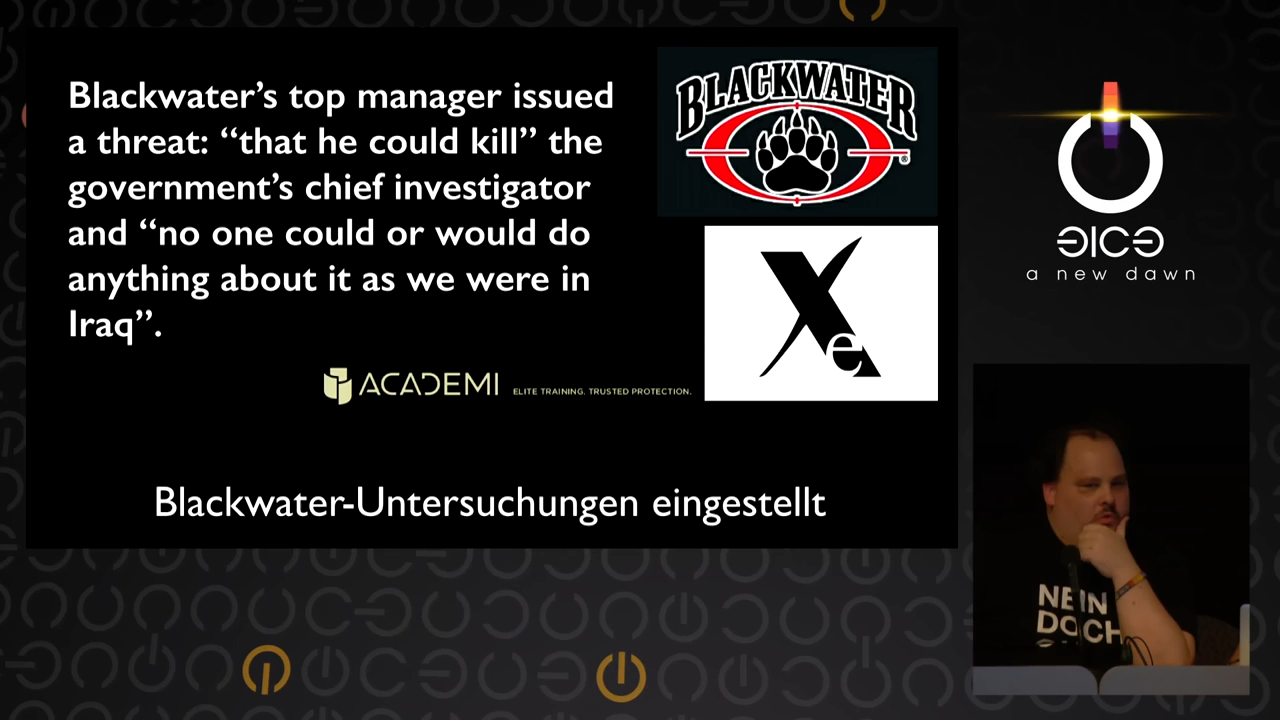 Blackwater’s top manager issued
a threat: “that he could kill” the
government’s chief investigator
and “no one could or would do
anything about it as we were in
Iraq”.
BLACKWATER
®
Xe
ACADEMI ELITE TRAINING. TRUSTED PROTECTION.
Blackwater-Untersuchungen eingestellt
a new dawn
NEIN
DOCH